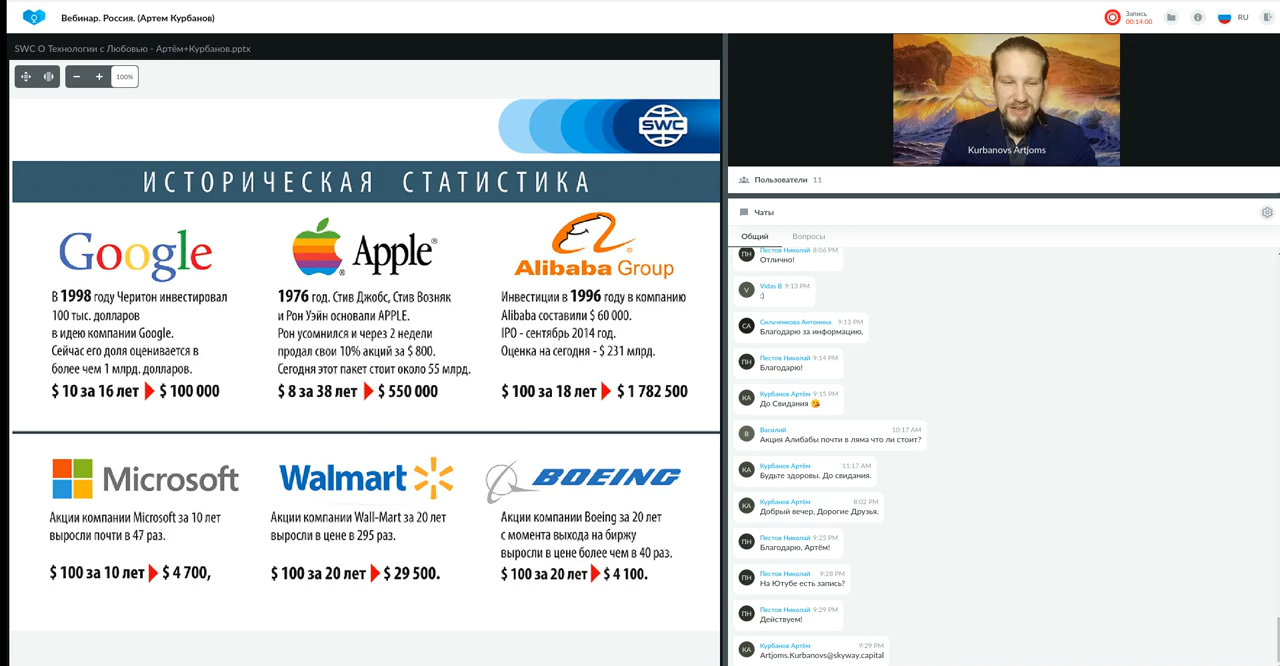 Вебинар. Россия. (Артем Курбанов)
Запись
00:14:00
RU
SWC О Технологии с Любовью - Артём+Курбанов.pptx
100%
SWC
ИСТОРИЧЕСКАЯ СТАТИСТИКА
Google
В 1998 году Черитон инвестировал
100 тыс. долларов
в идею компании Google.
Сейчас его доля оценивается в
более чем 1 млрд. долларов.
$ 10 за 16 лет $ 100 000
Apple®
1976 год. Стив Джобс, Стив Возняк
и Рон Уэйн основали APPLE.
Рон усомнился и через 2 недели
продал свои 10% акций за $ 800.
Сегодня этот пакет стоит около 55 млрд.
$ 8 за 38 лет $ 550 000
Alibaba Group
Инвестиции в 1996 году в компанию
Alibaba составили $ 60 000.
IPO - сентябрь 2014 год.
Оценка на сегодня - $ 231 млрд.
$ 100 за 18 лет $ 1 782 500
Microsoft
Акции компании Microsoft за 10 лет
выросли почти в 47 раз.
$ 100 за 10 лет $ 4 700,
Walmart
Акции компании Wall-Mart за 20 лет
выросли в цене в 295 раз.
$ 100 за 20 лет $ 29 500.
BOEING
Акции компании Boeing за 20 лет
с момента выхода на биржу
выросли в цене более чем в 40 раз.
$ 100 за 20 лет $ 4 100.
Kurbanovs Artjoms
Пользователи 11
Чаты
Общий Вопросы
ПН Пестов Николай 8:06 PM
Отлично!
V Vidas B 9:13 PM
:)
СА Сильченкова Антонина 9:13 PM
Благодарю за информацию,
ПН Пестов Николай 9:14 PM
Благодарю!
КА Курбанов Артём 9:15 PM
До Свидания 😘
В Василий 10:17 AM
Акция Алибабы почти в ляма что ли стоит?
КА Курбанов Артём 11:17 AM
Будьте здоровы. До свидания.
КА Курбанов Артём 8:02 PM
Добрый вечер, Дорогие Друзья.
ПН Пестов Николай 9:25 PM
Благодарю, Артём!
ПН Пестов Николай 9:28 PM
На Ютубе есть запись?
ПН Пестов Николай 9:29 PM
Действуем!
КА Курбанов Артём 9:29 PM
Artjoms.Kurbanovs@skyway.capital